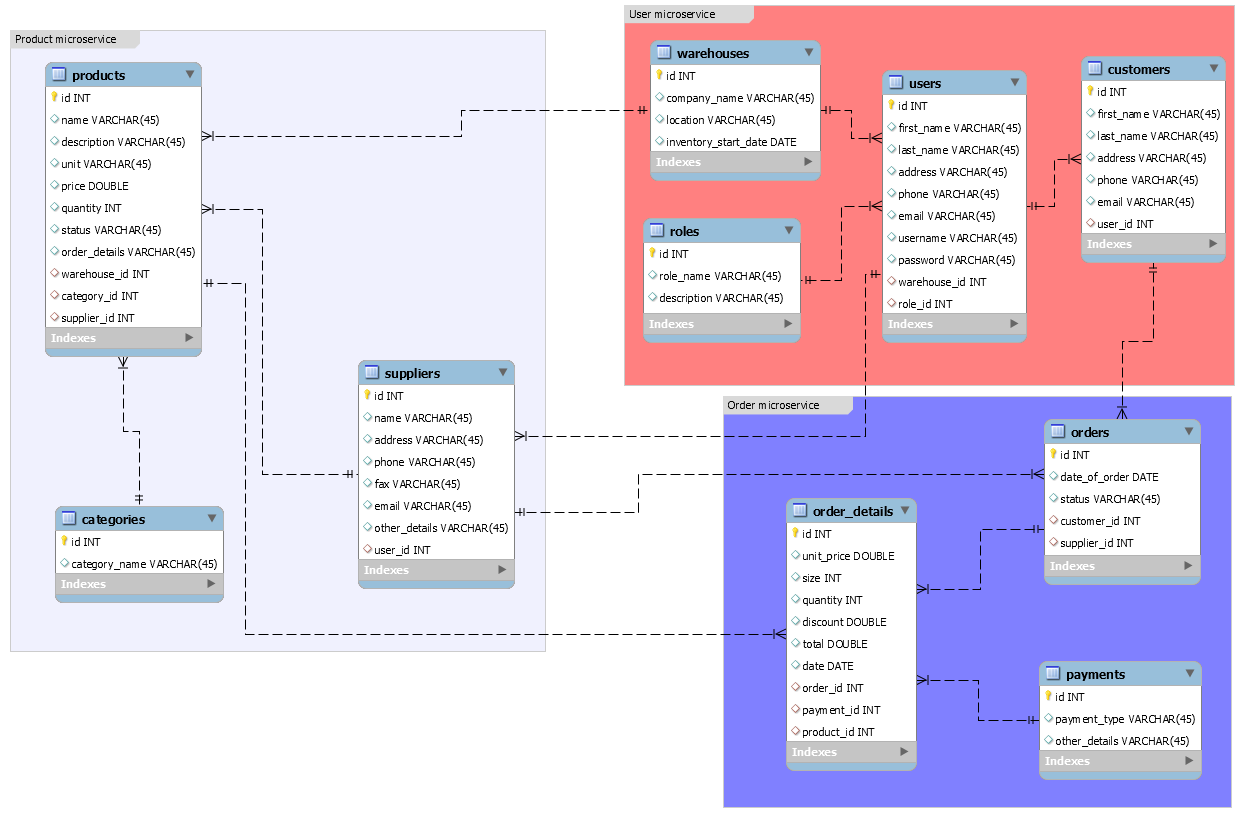 Product microservice
products
id INT
name VARCHAR(45)
description VARCHAR(45)
unit VARCHAR(45)
price DOUBLE
quantity INT
status VARCHAR(45)
order_details VARCHAR(45)
warehouse_id INT
category_id INT
supplier_id INT
Indexes
suppliers
id INT
name VARCHAR(45)
address VARCHAR(45)
phone VARCHAR(45)
fax VARCHAR(45)
email VARCHAR(45)
other_details VARCHAR(45)
user_id INT
Indexes
categories
id INT
category_name VARCHAR(45)
Indexes
User microservice
warehouses
id INT
company_name VARCHAR(45)
location VARCHAR(45)
inventory_start_date DATE
Indexes
roles
id INT
role_name VARCHAR(45)
description VARCHAR(45)
Indexes
users
id INT
first_name VARCHAR(45)
last_name VARCHAR(45)
address VARCHAR(45)
phone VARCHAR(45)
email VARCHAR(45)
username VARCHAR(45)
password VARCHAR(45)
warehouse_id INT
role_id INT
Indexes
customers
id INT
first_name VARCHAR(45)
last_name VARCHAR(45)
address VARCHAR(45)
phone VARCHAR(45)
email VARCHAR(45)
user_id INT
Indexes
Order microservice
order_details
id INT
unit_price DOUBLE
size INT
quantity INT
discount DOUBLE
total DOUBLE
date DATE
order_id INT
payment_id INT
product_id INT
Indexes
orders
id INT
date_of_order DATE
status VARCHAR(45)
customer_id INT
supplier_id INT
Indexes
payments
id INT
payment_type VARCHAR(45)
other_details VARCHAR(45)
Indexes